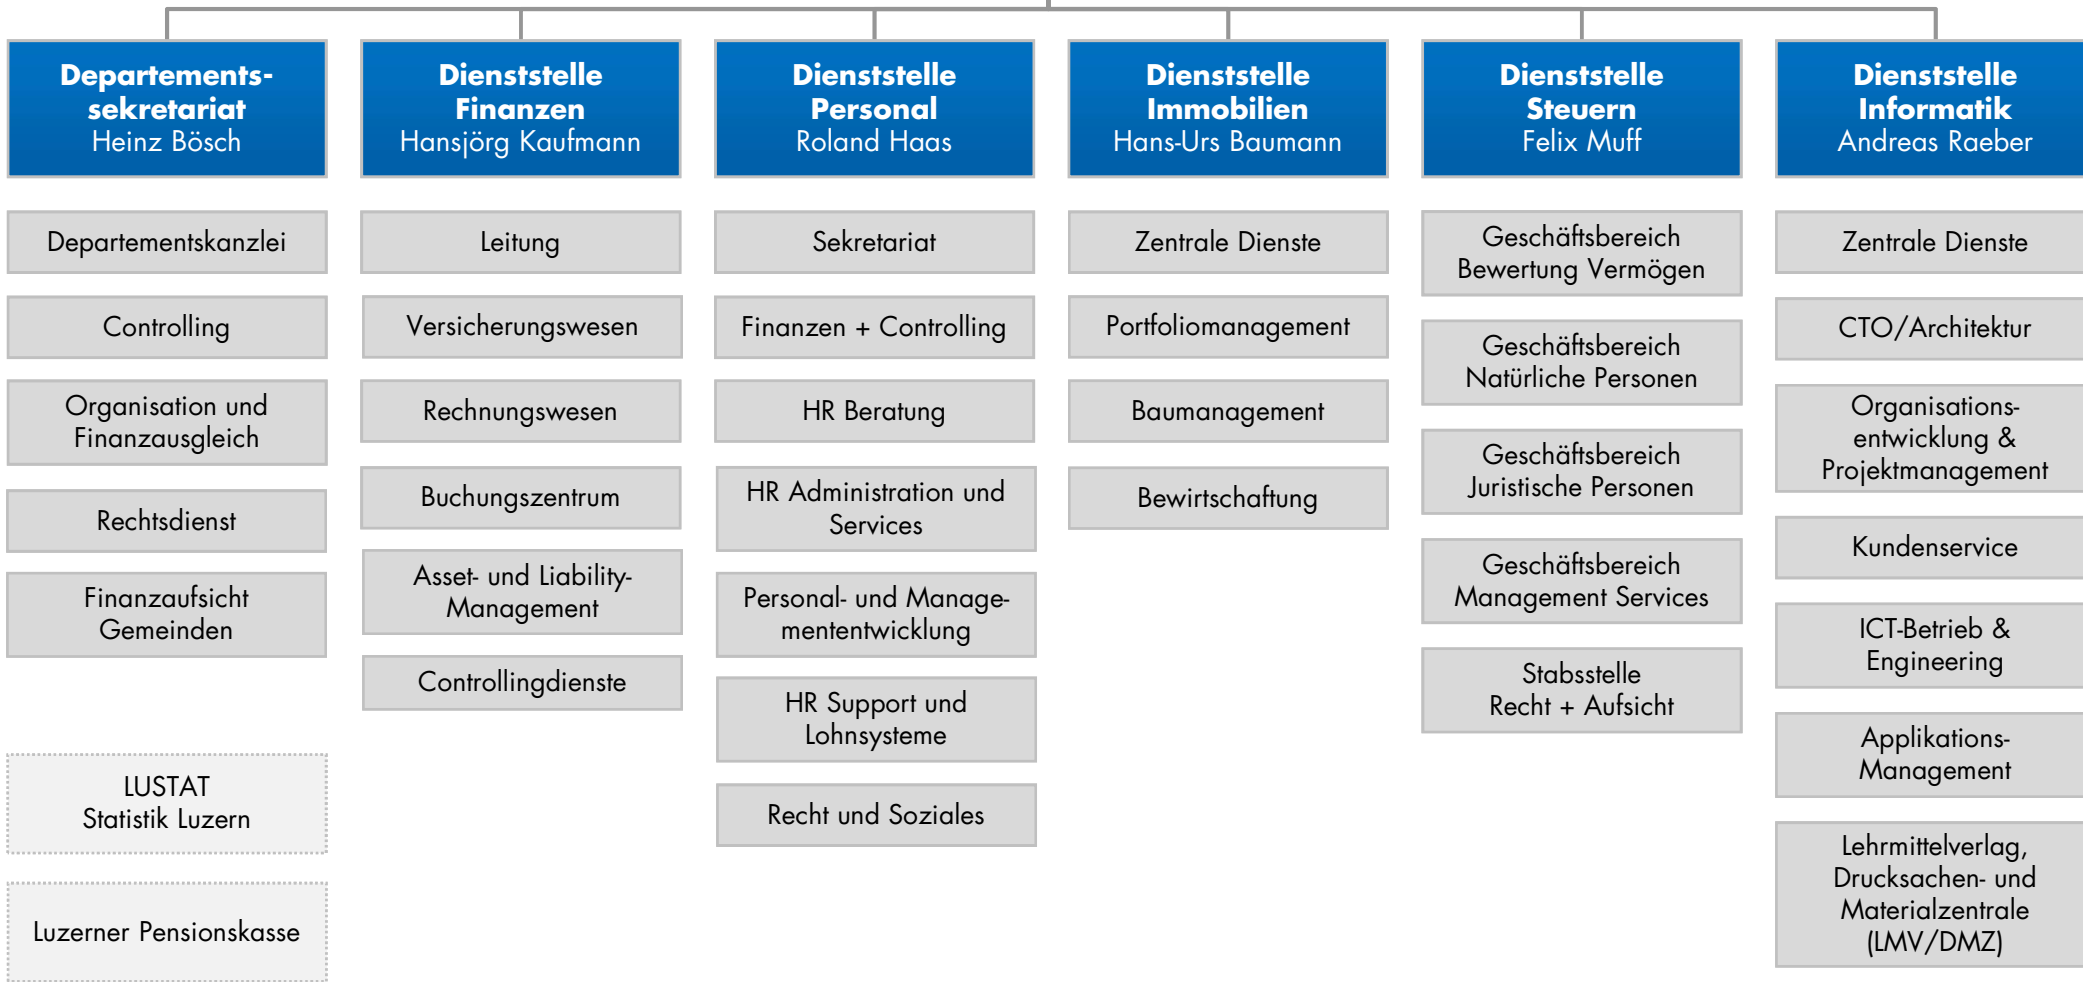 Departements-
sekretariat
Heinz Bösch
Departementskanzlei
Controlling
Organisation und
Finanzausgleich
Rechtsdienst
Finanzaufsicht
Gemeinden
LUSTAT
Statistik Luzern
Luzerner Pensionskasse
Dienststelle
Finanzen
Hansjörg Kaufmann
Leitung
Versicherungswesen
Rechnungswesen
Buchungszentrum
Asset- und Liability-
Management
Controllingdienste
Dienststelle
Personal
Roland Haas
Sekretariat
Finanzen + Controlling
HR Beratung
HR Administration und
Services
Personal- und Manage-
mententwicklung
HR Support und
Lohnsysteme
Recht und Soziales
Dienststelle
Immobilien
Hans-Urs Baumann
Zentrale Dienste
Portfoliomanagement
Baumanagement
Bewirtschaftung
Dienststelle
Steuern
Felix Muff
Geschäftsbereich
Bewertung Vermögen
Geschäftsbereich
Natürliche Personen
Geschäftsbereich
Juristische Personen
Geschäftsbereich
Management Services
Stabsstelle
Recht + Aufsicht
Dienststelle
Informatik
Andreas Raeber
Zentrale Dienste
CTO/Architektur
Organisations-
entwicklung &
Projektmanagement
Kundenservice
ICT-Betrieb &
Engineering
Applikations-
Management
Lehrmittelverlag,
Drucksachen- und
Materialzentrale
(LMV/DMZ)